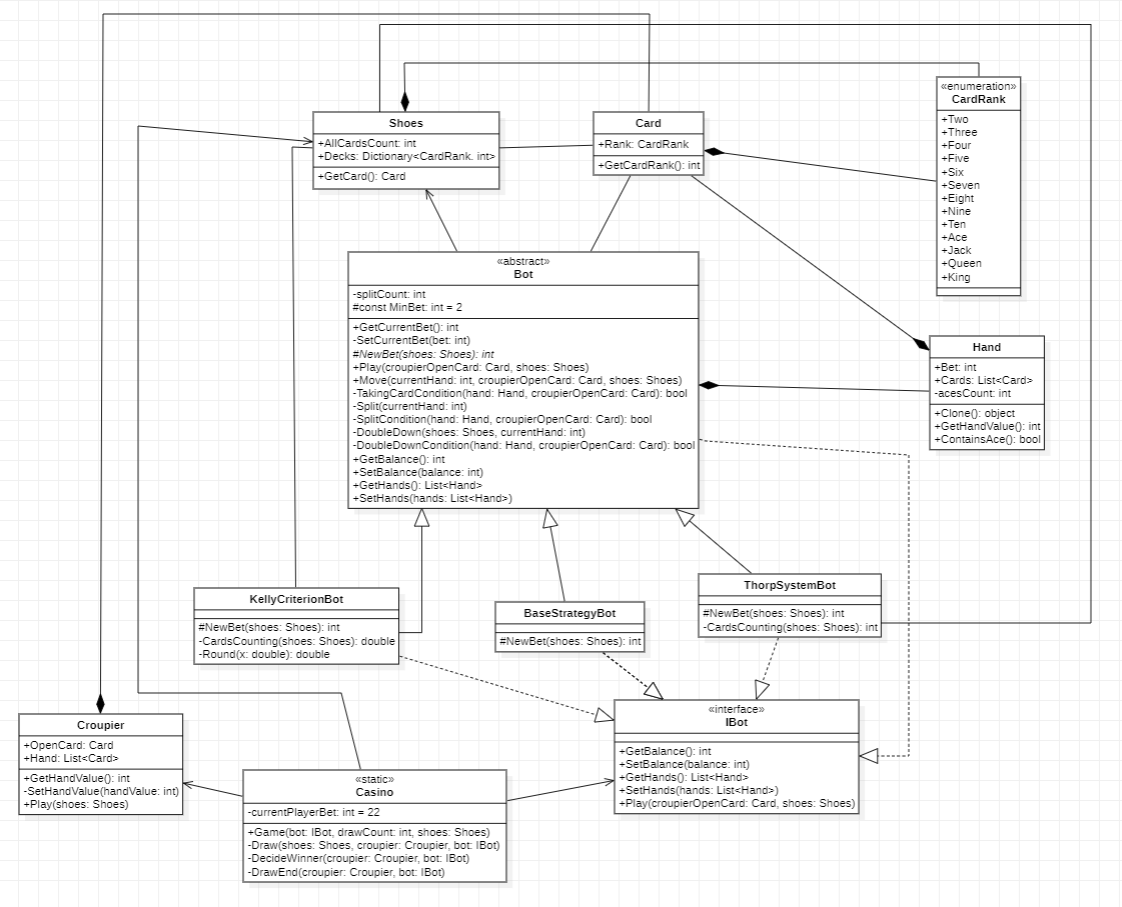 Shoes
+AllCardsCount: int
+Decks: Dictionary<CardRank. int>
+GetCard(): Card
Card
+Rank: CardRank
+GetCardRank(): int
«enumeration»
CardRank
+Two
+Three
+Four
+Five
+Six
+Seven
+Eight
+Nine
+Ten
+Ace
+Jack
+Queen
+King
«abstract»
Bot
-splitCount: int
#const MinBet: int = 2
+GetCurrentBet(): int
-SetCurrentBet(bet: int)
#NewBet(shoes: Shoes): int
+Play(croupierOpenCard: Card, shoes: Shoes)
+Move(currentHand: int, croupierOpenCard: Card, shoes: Shoes)
-TakingCardCondition(hand: Hand, croupierOpenCard: Card): bool
-Split(currentHand: int)
-SplitCondition(hand: Hand, croupierOpenCard: Card): bool
-DoubleDown(shoes: Shoes, currentHand: int)
-DoubleDownCondition(hand: Hand, croupierOpenCard: Card): bool
+GetBalance(): int
+SetBalance(balance: int)
+GetHands(): List<Hand>
+SetHands(hands: List<Hand>)
Hand
+Bet: int
+Cards: List<Card>
-acesCount: int
+Clone(): object
+GetHandValue(): int
+ContainsAce(): bool
KellyCriterionBot
#NewBet(shoes: Shoes): int
-CardsCounting(shoes: Shoes): double
-Round(x: double): double
BaseStrategyBot
#NewBet(shoes: Shoes): int
ThorpSystemBot
#NewBet(shoes: Shoes): int
-CardsCounting(shoes: Shoes): int
Croupier
+OpenCard: Card
+Hand: List<Card>
+GetHandValue(): int
-SetHandValue(handValue: int)
+Play(shoes: Shoes)
«static»
Casino
-currentPlayerBet: int = 22
+Game(bot: IBot, drawCount: int, shoes: Shoes)
-Draw(shoes: Shoes, croupier: Croupier, bot: IBot)
-DecideWinner(croupier: Croupier, bot: IBot)
-DrawEnd(croupier: Croupier, bot: IBot)
«interface»
IBot
+GetBalance(): int
+SetBalance(balance: int)
+GetHands(): List<Hand>
+SetHands(hands: List<Hand>)
+Play(croupierOpenCard: Card, shoes: Shoes)